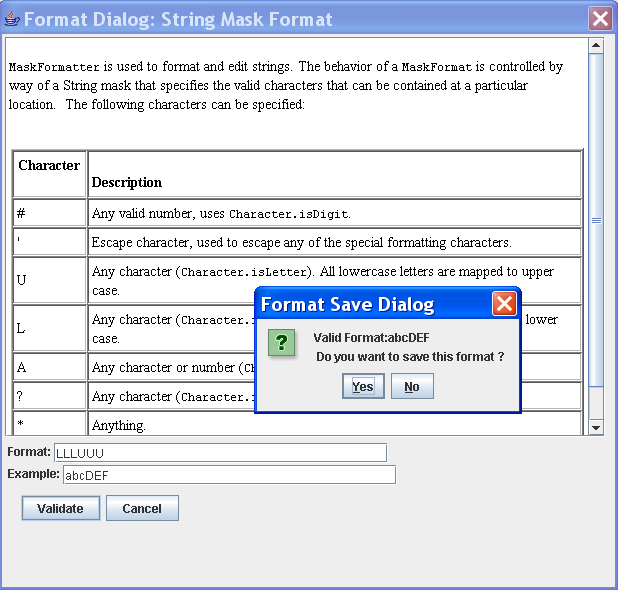 Format Dialog: String Mask Format
MaskFormatter is used to format and edit strings. The behavior of a MaskFormat is controlled by
way of a String mask that specifies the valid characters that can be contained at a particular
location. The following characters can be specified:
Character
Description
# Any valid number, uses Character.isDigit.
' Escape character, used to escape any of the special formatting characters.
U Any character (Character.isLetter). All lowercase letters are mapped to upper
case.
L Any character (Character. lower
case.
A Any character or number
? Any character (Character.
* Anything.
Format Save Dialog
Valid Format:abcDEF
Do you want to save this format ?
Yes No
Format: LLLUUU
Example: abcDEF
Validate Cancel